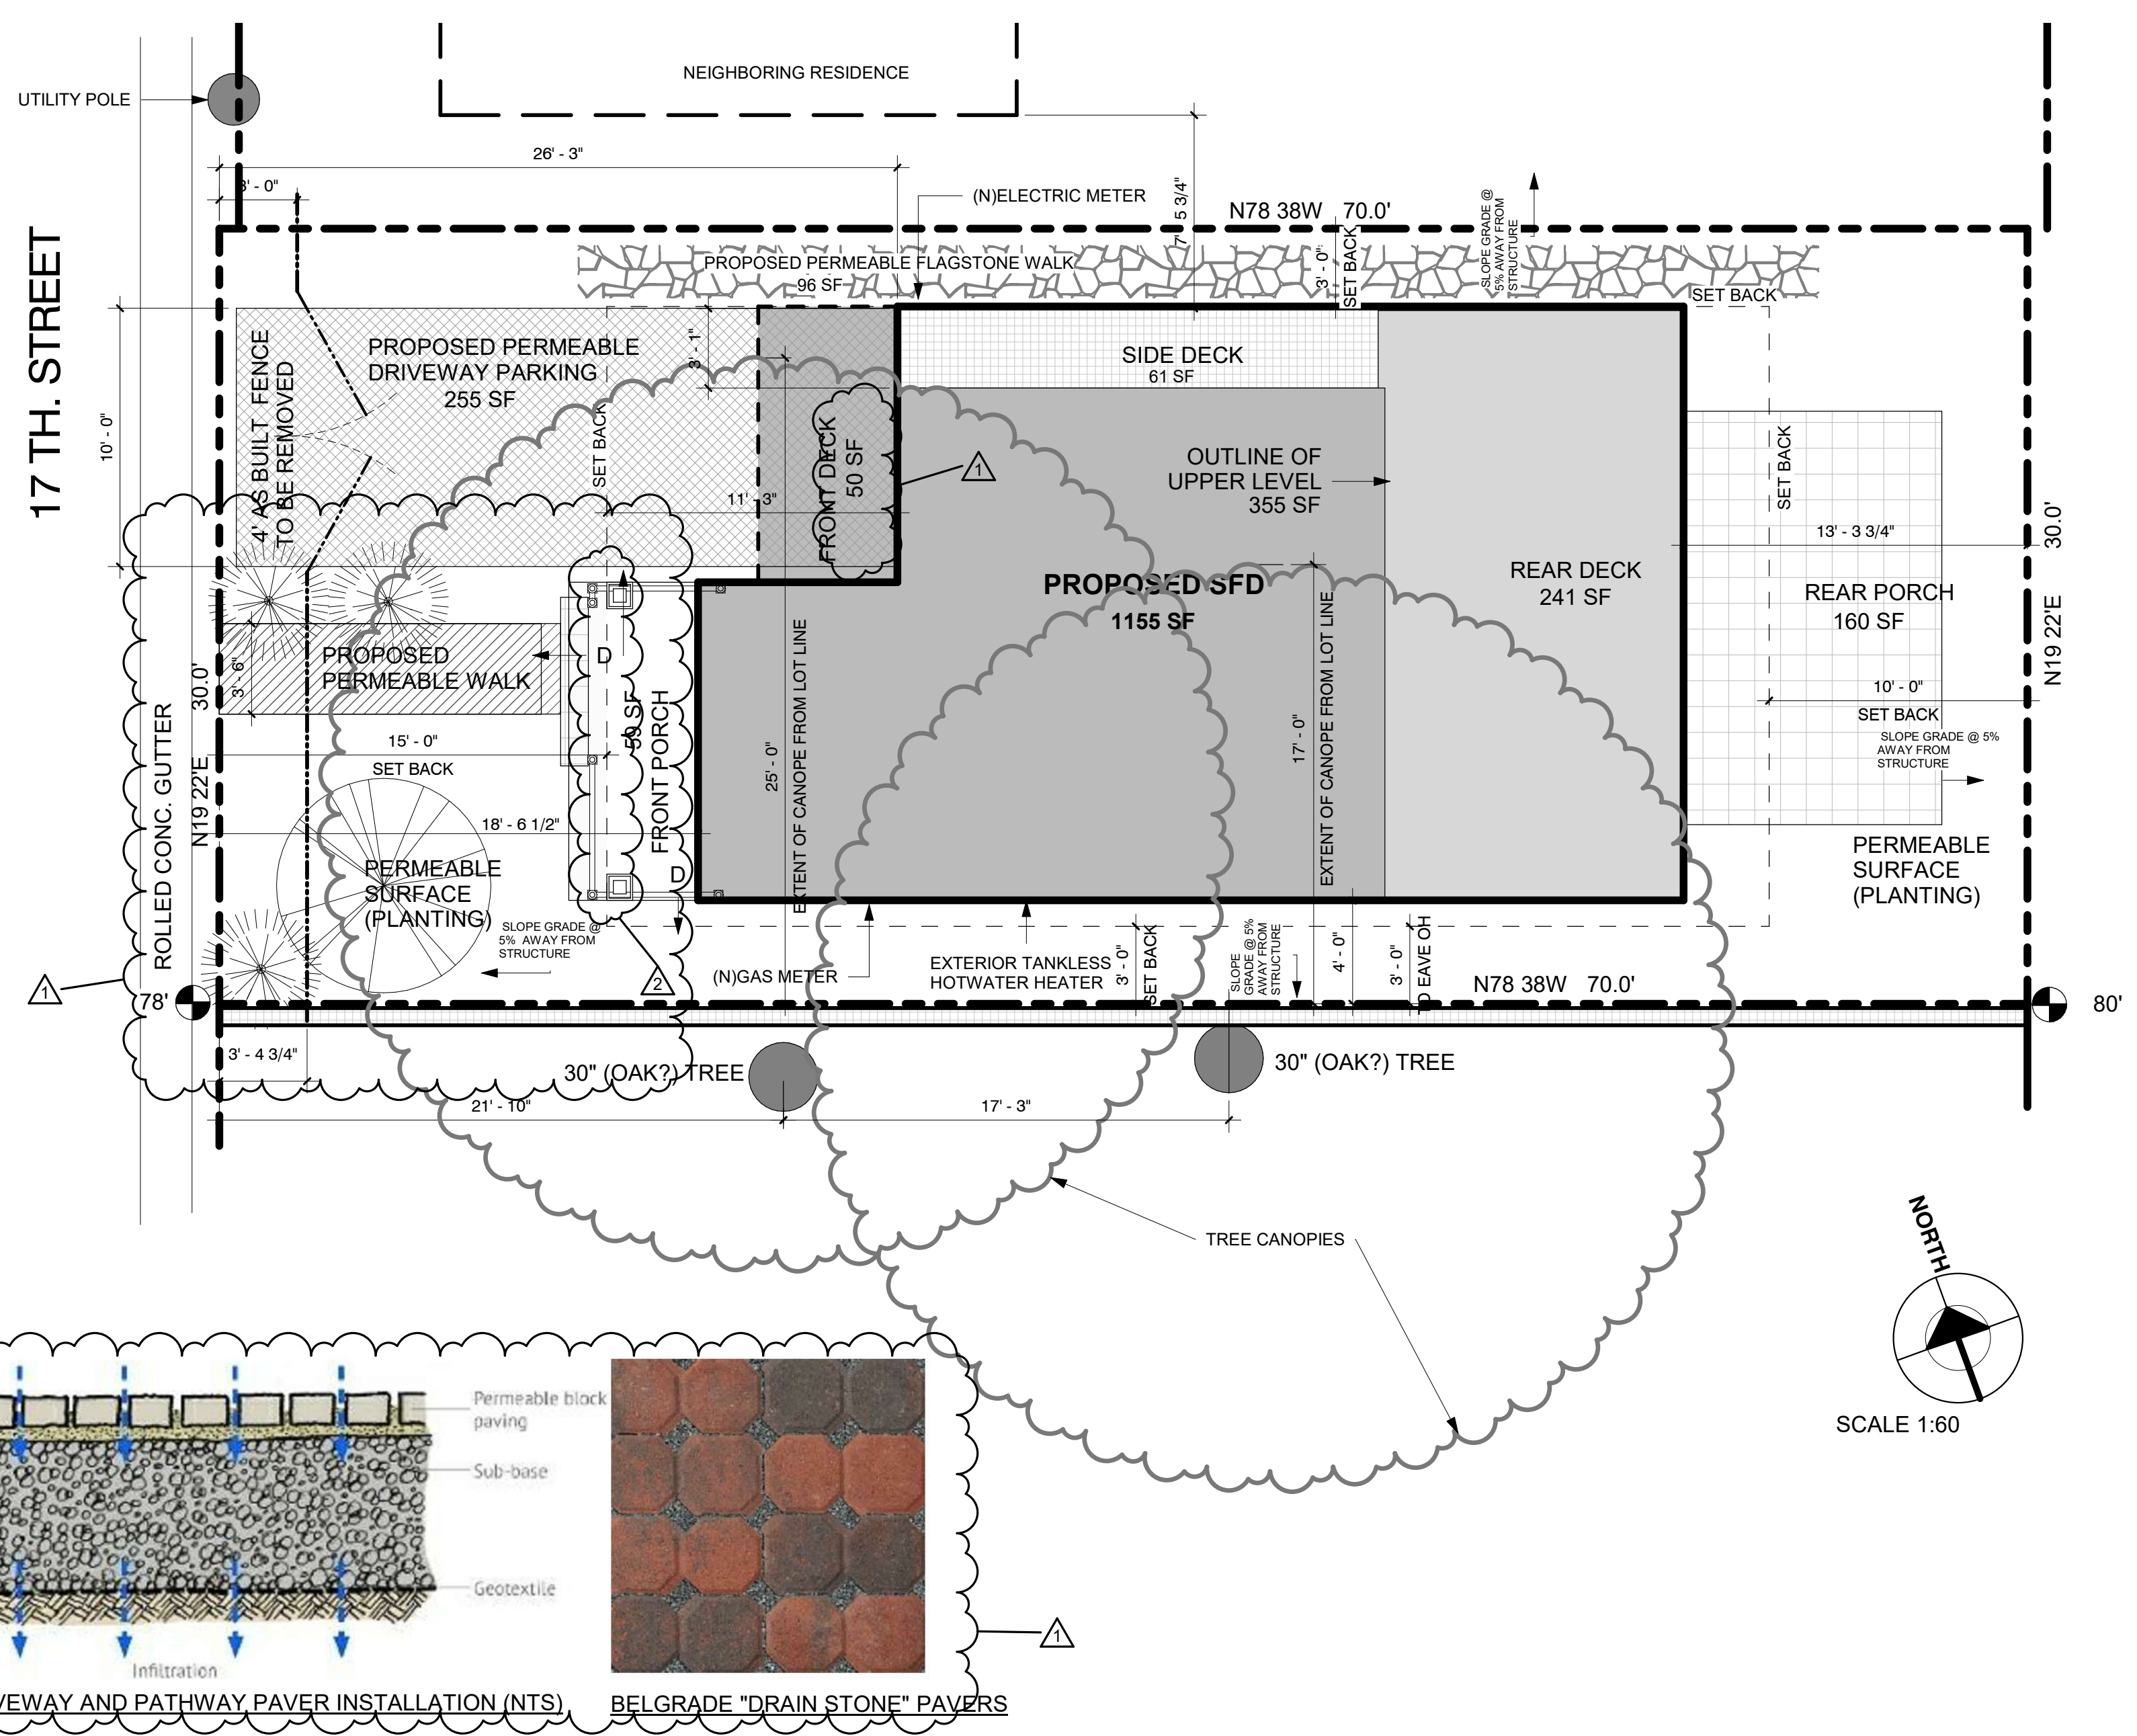 NEIGHBORING RESIDENCE
UTILITY POLE
26' - 3"
3' - 0"
(N)ELECTRIC METER
7' - 5 3/4"
N78 38W 70.0'
SLOPE GRADE @
5% AWAY FROM
STRUCTURE
17 TH. STREET
PROPOSED PERMEABLE FLAGSTONE WALK
96 SF
3' - 0"
SET BACK
SET BACK
4' AS BUILT FENCE
TO BE REMOVED
PROPOSED PERMEABLE
DRIVEWAY PARKING
255 SF
3' - 1"
SIDE DECK
61 SF
10' - 0"
SET BACK
FRONT DECK
50 SF
1
OUTLINE OF
UPPER LEVEL
355 SF
SET BACK
11' - 3"
13' - 3 3/4"
30.0'
N19 22'E
PROPOSED SFD
1155 SF
REAR DECK
241 SF
REAR PORCH
160 SF
3' - 6"
PROPOSED
PERMEABLE WALK
D
30.0'
N19 22'E
59 SF
FRONT PORCH
10' - 0"
SET BACK
15' - 0"
SET BACK
25' - 0"
EXTENT OF CANOPE FROM LOT LINE
17' - 0"
EXTENT OF CANOPE FROM LOT LINE
SLOPE GRADE @ 5%
AWAY FROM
STRUCTURE
ROLLED CONC. GUTTER
18' - 6 1/2"
D
PERMEABLE
SURFACE
(PLANTING)
PERMEABLE
SURFACE
(PLANTING)
SLOPE GRADE @
5% AWAY FROM
STRUCTURE
1
2
(N)GAS METER
EXTERIOR TANKLESS
HOTWATER HEATER
3' - 0"
SET BACK
SLOPE
GRADE @ 5%
AWAY FROM
STRUCTURE
4' - 0"
3' - 0"
TO EAVE OH
N78 38W 70.0'
78'
80'
3' - 4 3/4"
30" (OAK?) TREE
30" (OAK?) TREE
21' - 10"
17' - 3"
TREE CANOPIES
NORTH
SCALE 1:60
Permeable block
paving
Sub-base
Geotextile
Infiltration
1
VEWAY AND PATHWAY PAVER INSTALLATION (NTS)
BELGRADE "DRAIN STONE" PAVERS